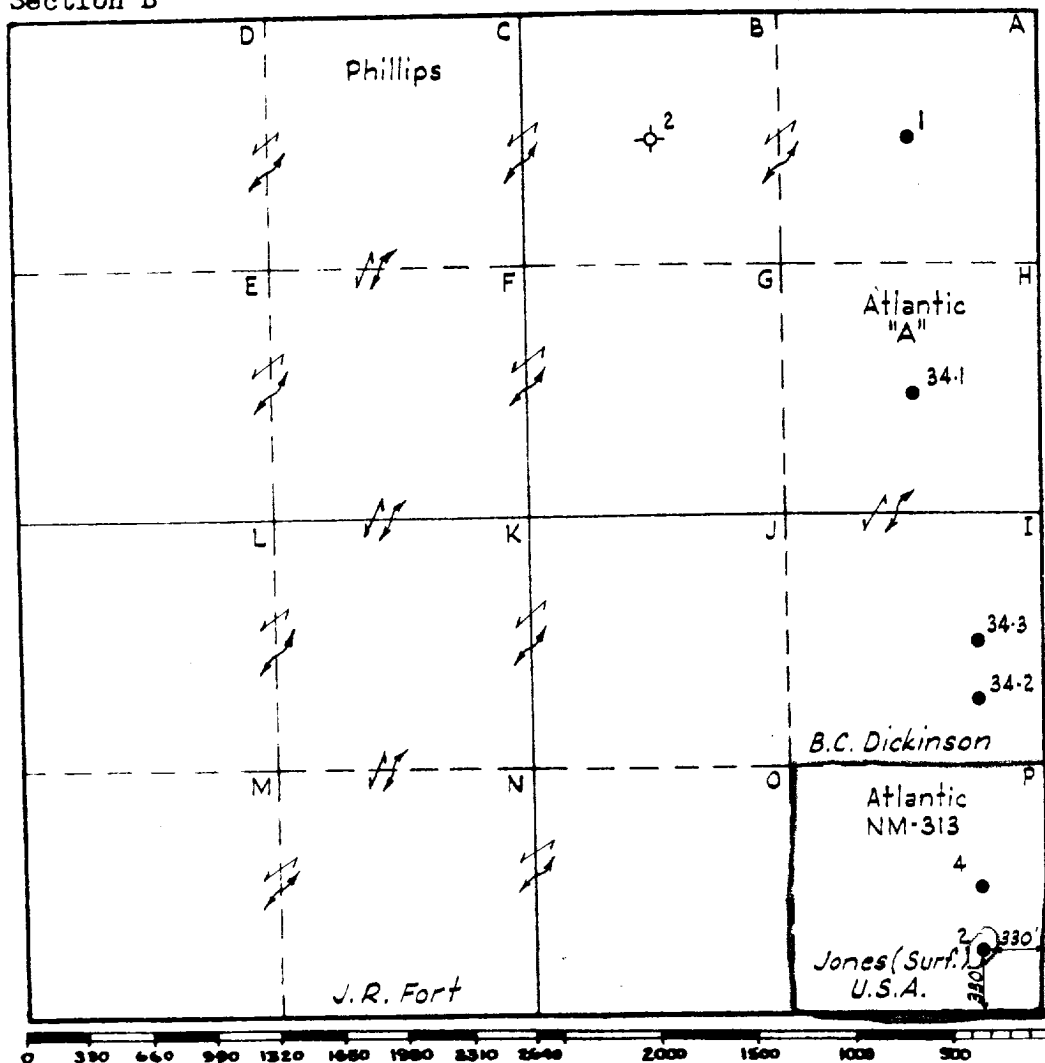 Section B
D
C
B
A
Phillips
2
1
E
F
G
H
Atlantic
"A"
34-1
L
K
J
I
34-3
34-2
B.C. Dickinson
M
N
O
P
Atlantic
NM-313
4
2
330'
Jones (Surf.)
U.S.A.
330'
J.R. Fort
0 330 660 990 1320 1650 1980 2310 2640 2000 1500 1000 500